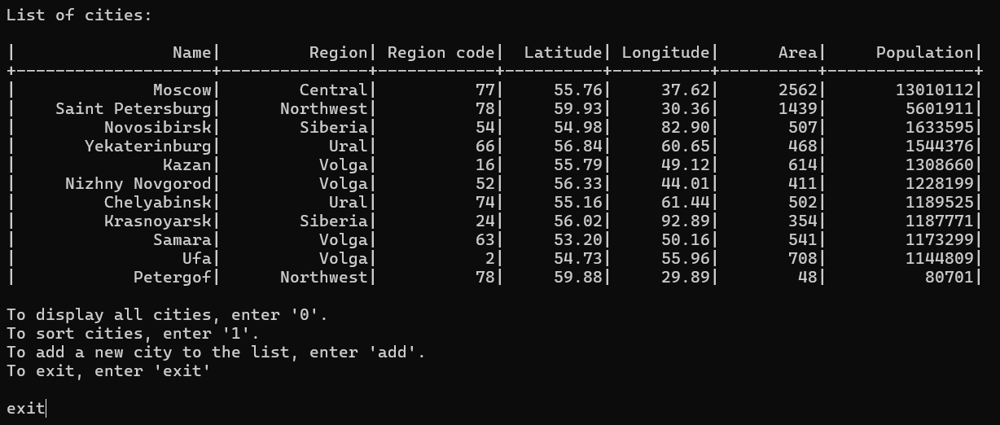 List of cities:
|                Name|         Region| Region code|  Latitude| Longitude|      Area|     Population|
+--------------------+---------------+------------+----------+----------+----------+---------------+
|              Moscow|        Central|          77|     55.76|     37.62|      2562|       13010112|
|    Saint Petersburg|      Northwest|          78|     59.93|     30.36|      1439|        5601911|
|         Novosibirsk|        Siberia|          54|     54.98|     82.90|       507|        1633595|
|       Yekaterinburg|           Ural|          66|     56.84|     60.65|       468|        1544376|
|               Kazan|          Volga|          16|     55.79|     49.12|       614|        1308660|
|     Nizhny Novgorod|          Volga|          52|     56.33|     44.01|       411|        1228199|
|         Chelyabinsk|           Ural|          74|     55.16|     61.44|       502|        1189525|
|         Krasnoyarsk|        Siberia|          24|     56.02|     92.89|       354|        1187771|
|              Samara|          Volga|          63|     53.20|     50.16|       541|        1173299|
|                 Ufa|          Volga|           2|     54.73|     55.96|       708|        1144809|
|            Petergof|      Northwest|          78|     59.88|     29.89|        48|          80701|
To display all cities, enter '0'.
To sort cities, enter '1'.
To add a new city to the list, enter 'add'.
To exit, enter 'exit'
exit